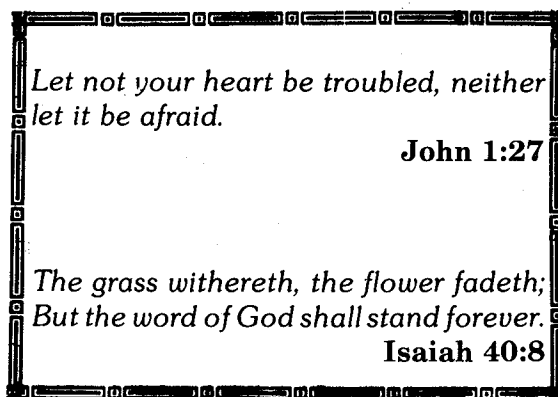 Let not your heart be troubled, neither
let it be afraid.
John 1:27
The grass withereth, the flower fadeth;
But the word of God shall stand forever.
Isaiah 40:8